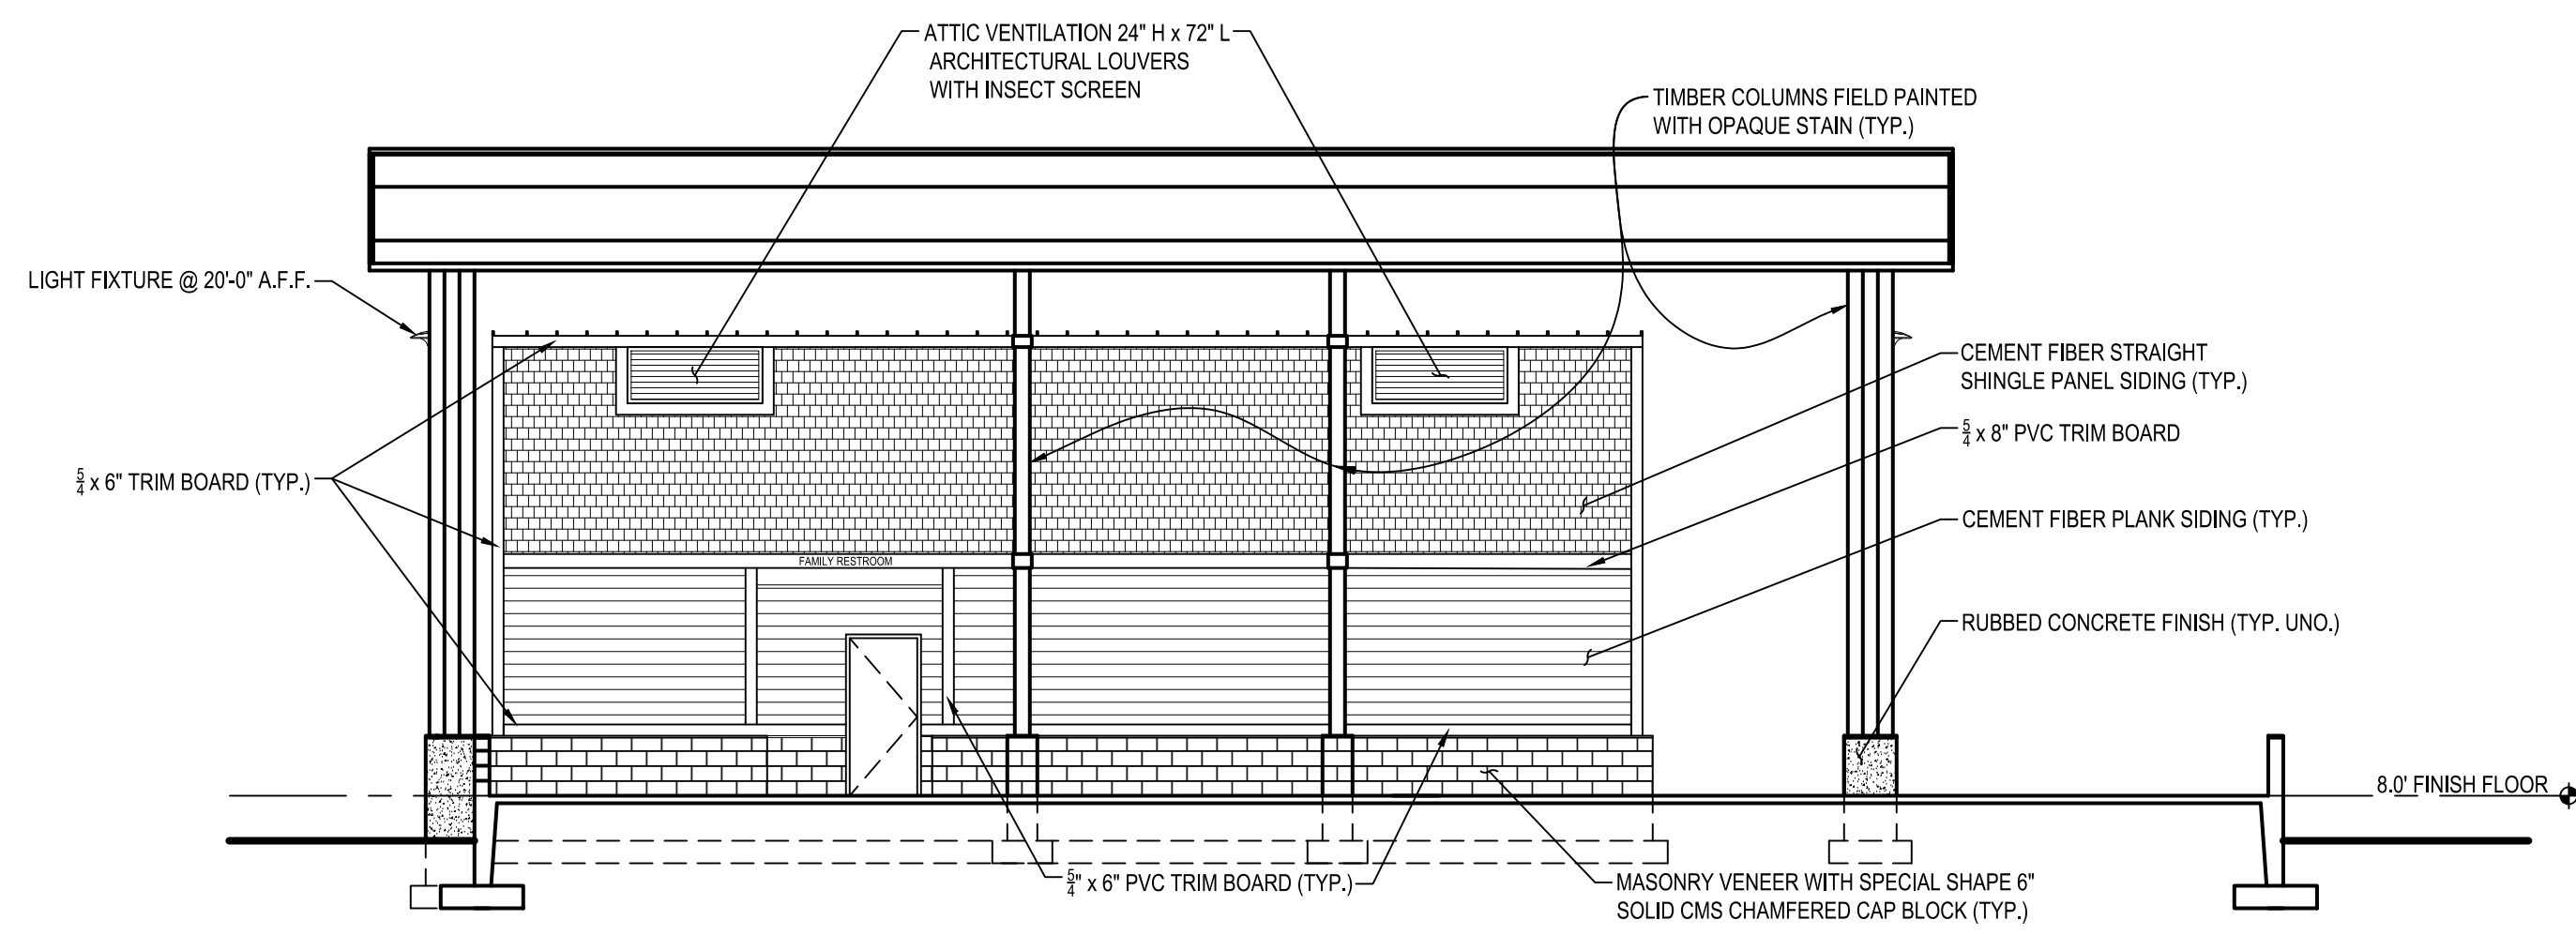 ATTIC VENTILATION 24" H x 72" L
ARCHITECTURAL LOUVERS
WITH INSECT SCREEN
TIMBER COLUMNS FIELD PAINTED
WITH OPAQUE STAIN (TYP.)
LIGHT FIXTURE @ 20'-0" A.F.F.
CEMENT FIBER STRAIGHT
SHINGLE PANEL SIDING (TYP.)
5/4 x 8" PVC TRIM BOARD
5/4 x 6" TRIM BOARD (TYP.)
CEMENT FIBER PLANK SIDING (TYP.)
FAMILY RESTROOM
RUBBED CONCRETE FINISH (TYP. UNO.)
8.0' FINISH FLOOR
5/4" x 6" PVC TRIM BOARD (TYP.)
MASONRY VENEER WITH SPECIAL SHAPE 6"
SOLID CMS CHAMFERED CAP BLOCK (TYP.)